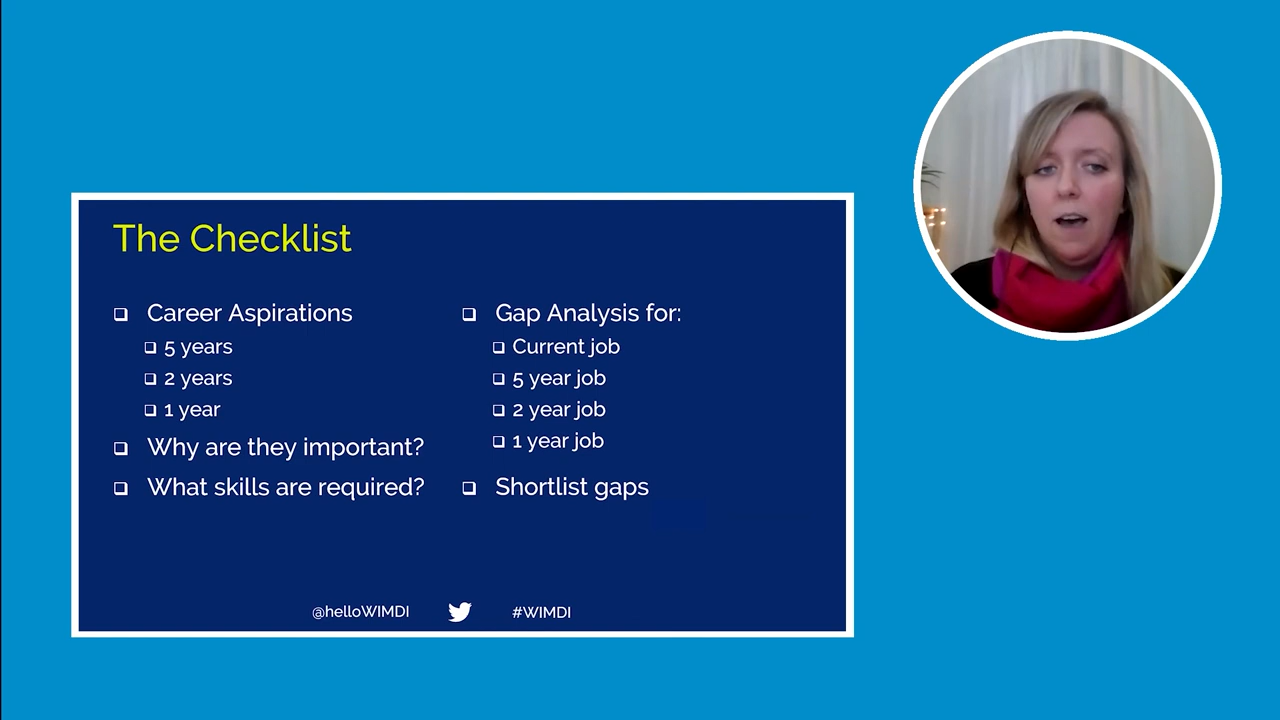 The Checklist
Career Aspirations
5 years
2 years
1 year
Why are they important?
What skills are required?
Gap Analysis for:
Current job
5 year job
2 year job
1 year job
Shortlist gaps
@helloWIMDI
#WIMDI